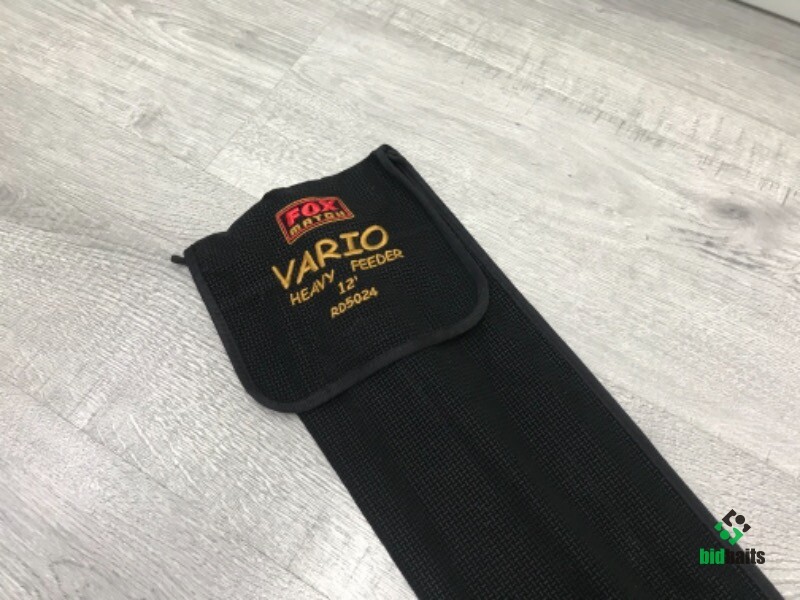 FOX
MATCH
VARIO
HEAVY FEEDER
12'
RD5024
bidbaits